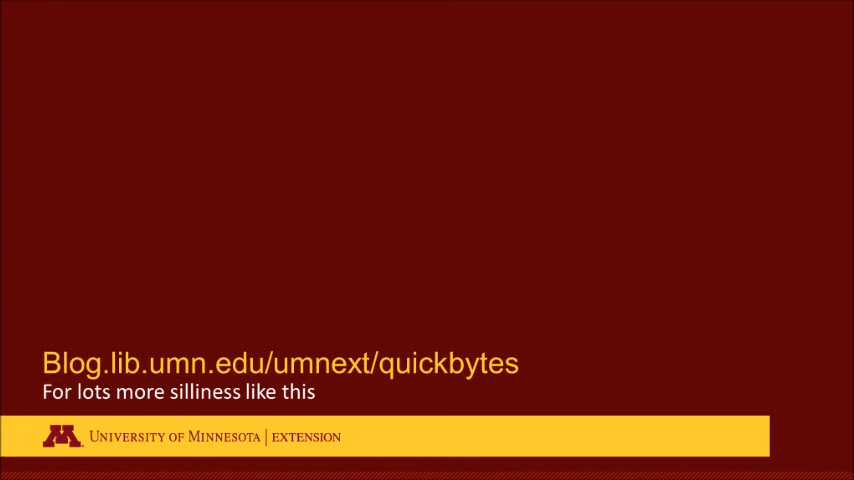 Blog.lib.umn.edu/umnext/quickbytes
For lots more silliness like this
M University of Minnesota | EXTENSION